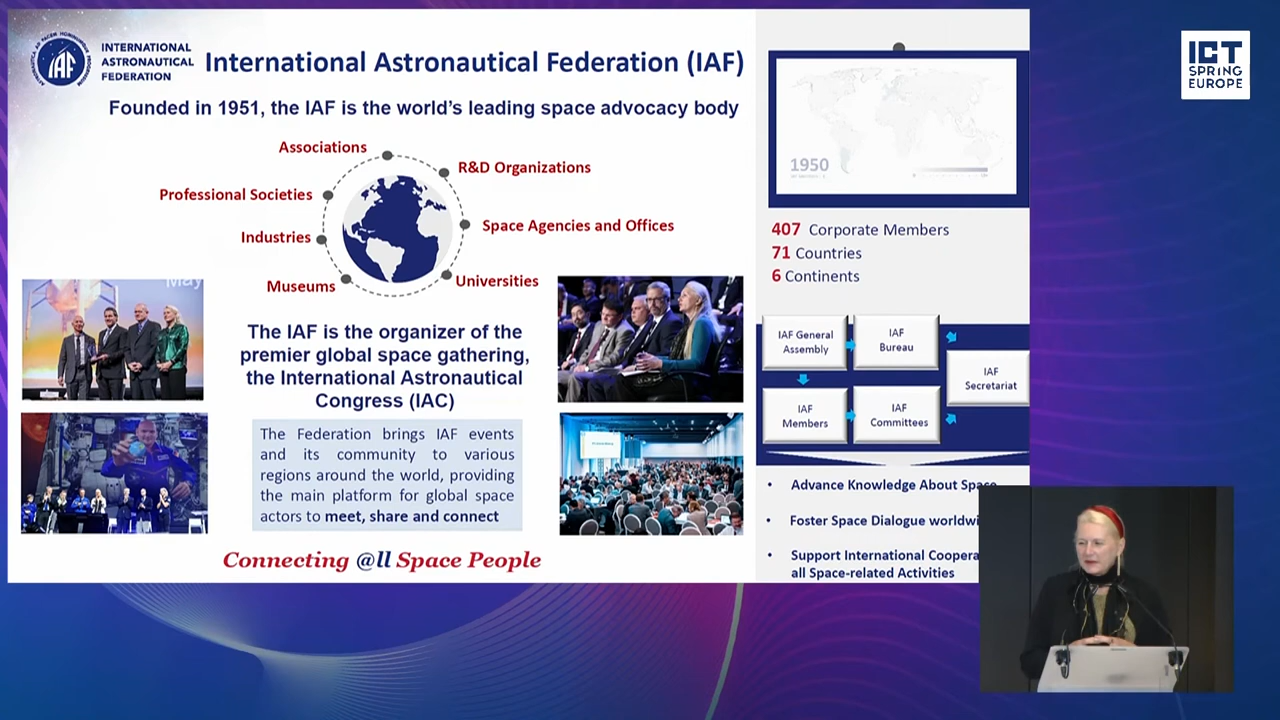 INTERNATIONAL
ASTRONAUTICAL
FEDERATION
IAF
International Astronautical Federation (IAF)
Founded in 1951, the IAF is the world's leading space advocacy body
Associations
R&D Organizations
Professional Societies
Space Agencies and Offices
Industries
Universities
Museums
The IAF is the organizer of the
premier global space gathering,
the International Astronautical
Congress (IAC)
The Federation brings IAF events
and its community to various
regions around the world, providing
the main platform for global space
actors to meet, share and connect
Connecting @ll Space People
May
1950
407 Corporate Members
71 Countries
6 Continents
IAF General
Assembly
IAF
Bureau
IAF
Secretariat
IAF
Members
IAF
Committees
• Advance Knowledge About Space
• Foster Space Dialogue worldwi
• Support International Coopera
all Space-related Activities
ICT
SPRING
EUROPE